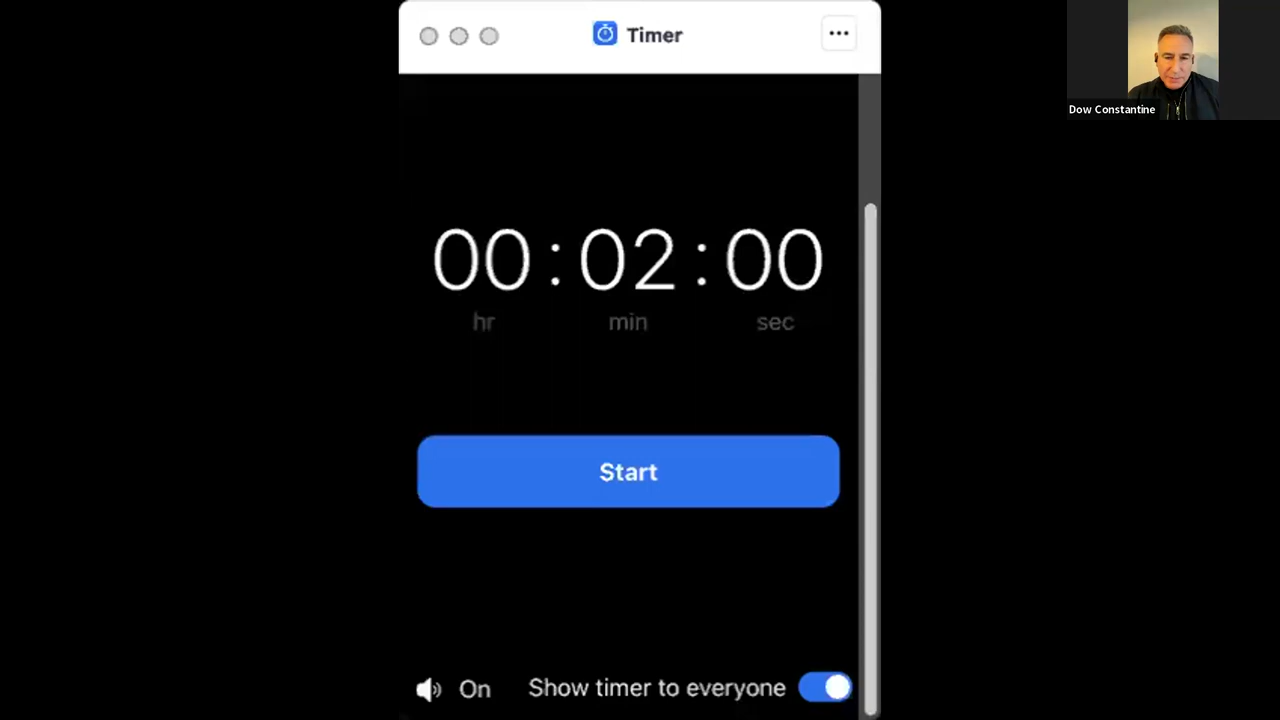 Timer
Dow Constantine
00 : 02 : 00
hr min sec
Start
On Show timer to everyone